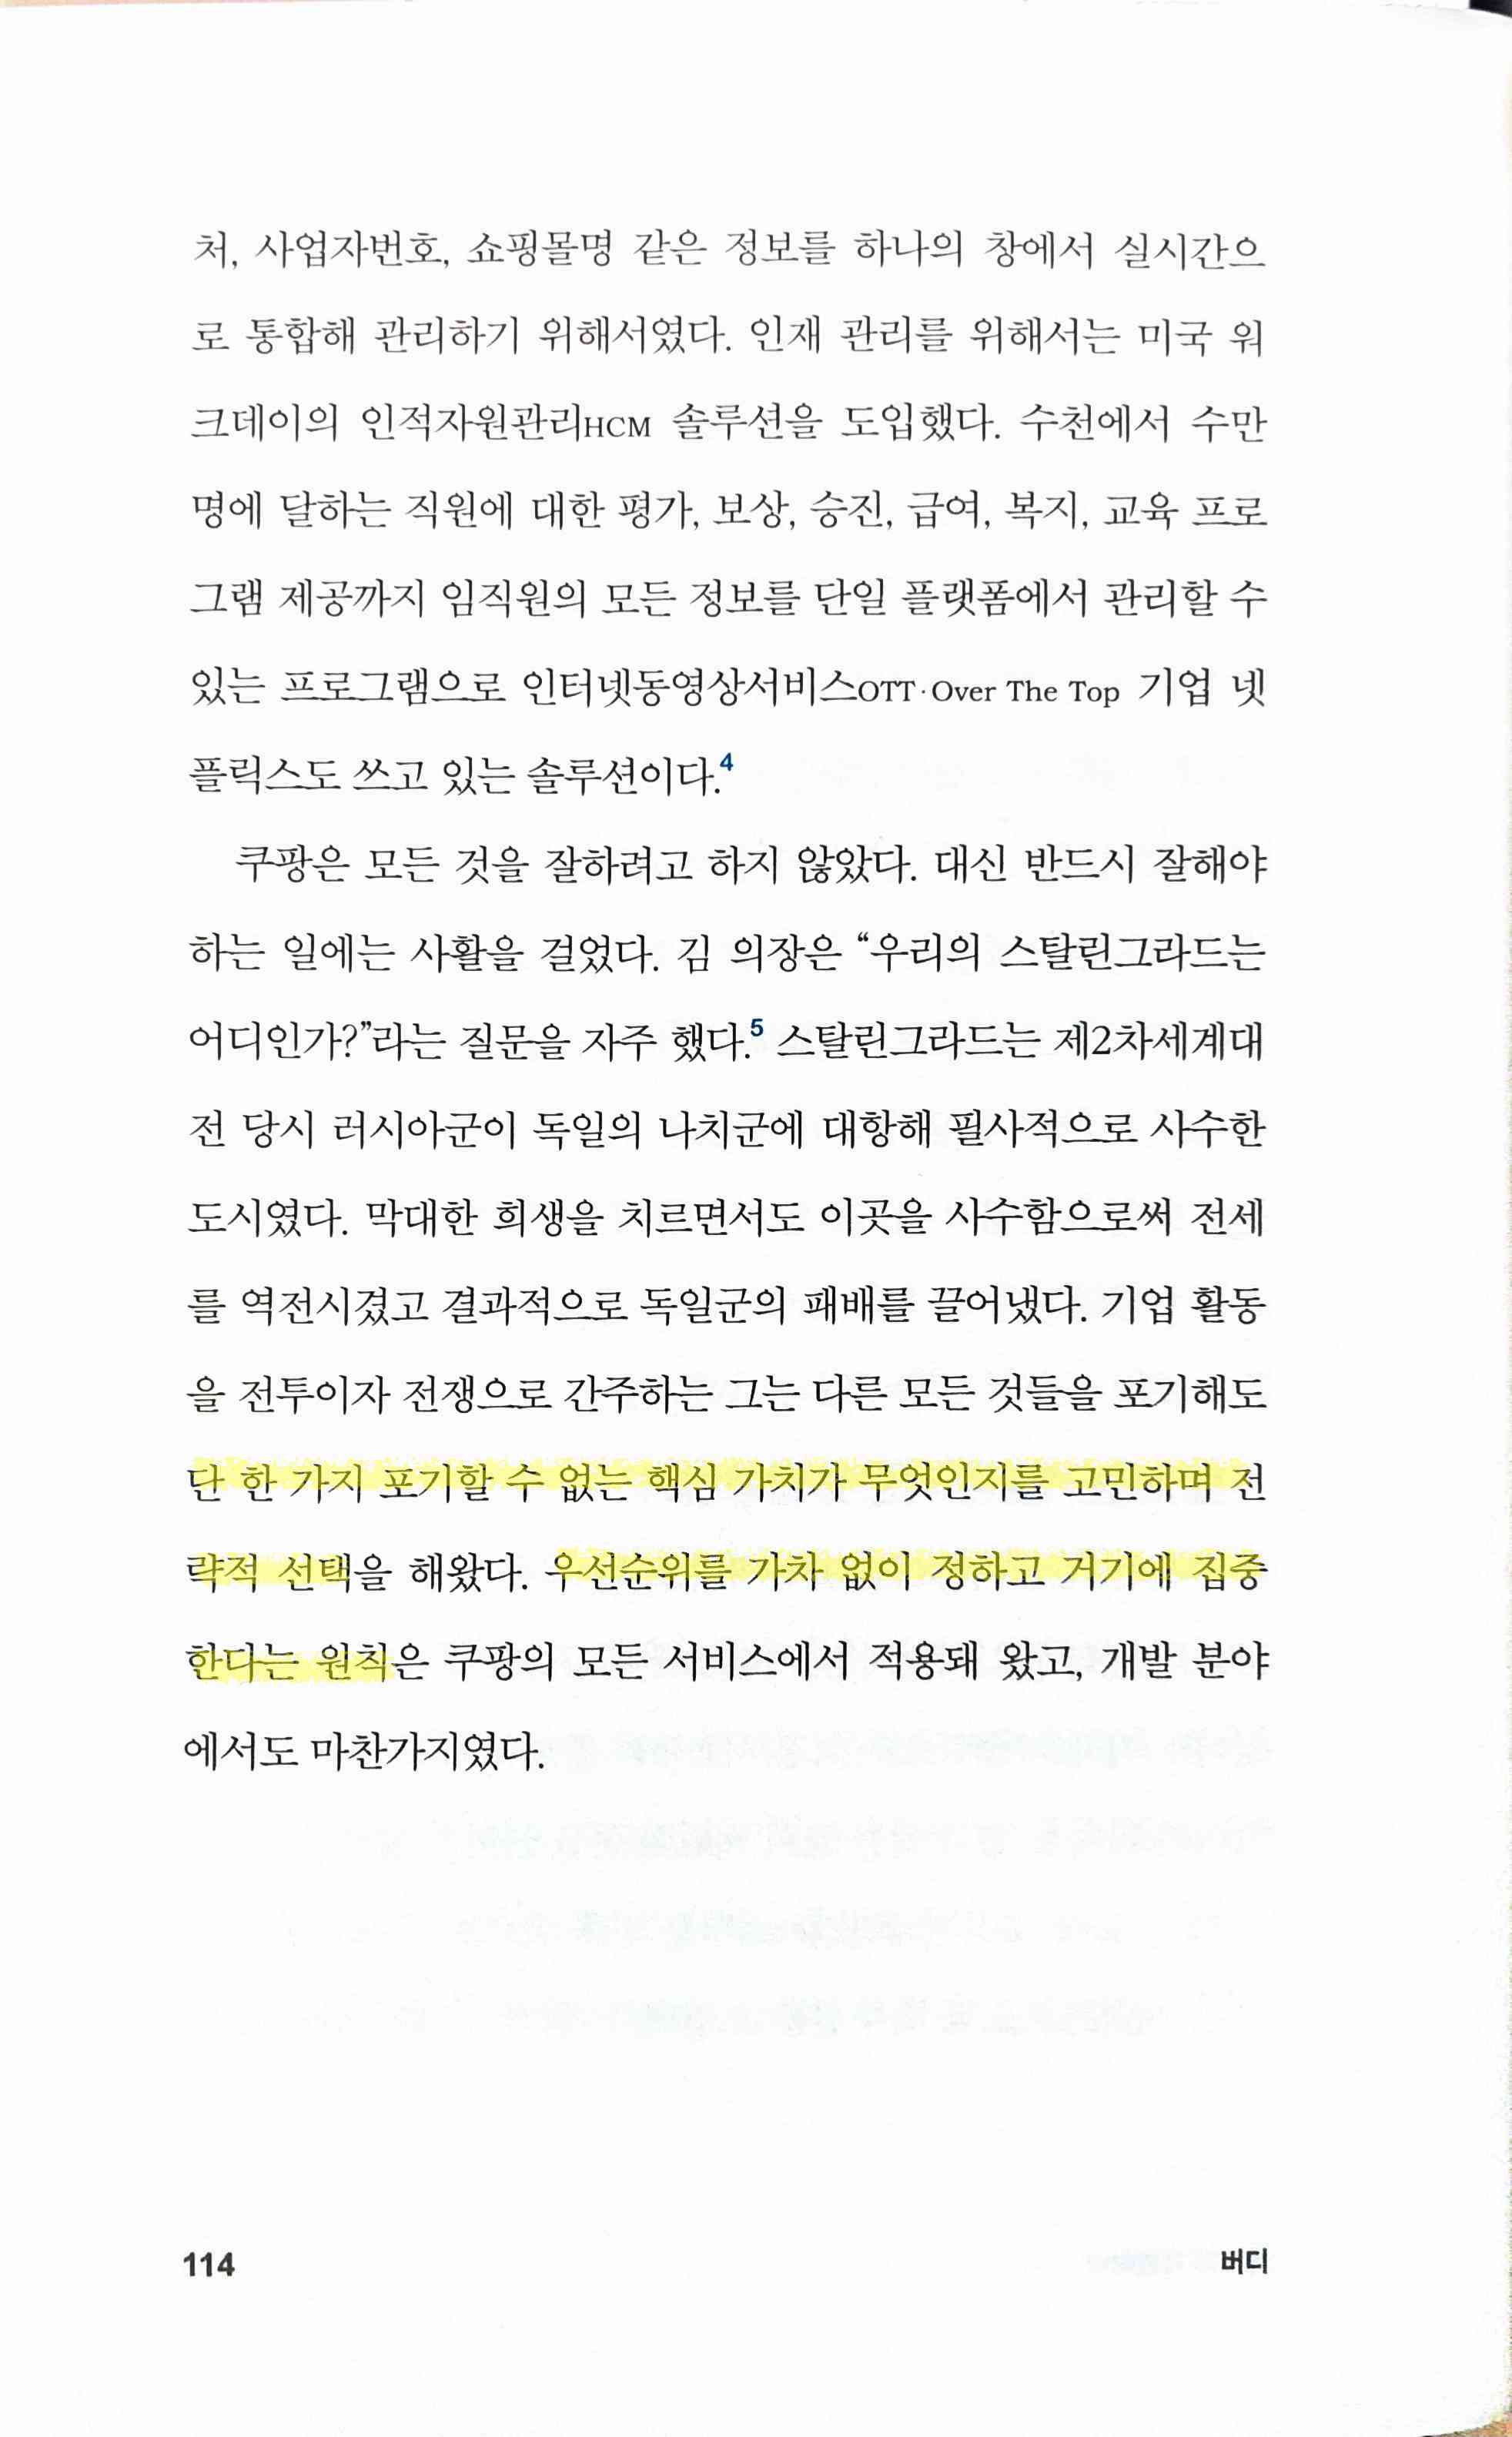 처, 사업자번호, 쇼핑몰명 같은 정보를 하나의 창에서 실시간으
로 통합해 관리하기 위해서였다. 인재 관리를 위해서는 미국 워
크데이의 인적자원관리HCM 솔루션을 도입했다. 수천에서 수만
명에 달하는 직원에 대한 평가, 보상, 승진, 급여, 복지, 교육 프로
그램 제공까지 임직원의 모든 정보를 단일 플랫폼에서 관리할 수
있는 프로그램으로 인터넷동영상서비스OTT·Over The Top 기업 넷
플릭스도 쓰고 있는 솔루션이다.4
쿠팡은 모든 것을 잘하려고 하지 않았다. 대신 반드시 잘해야
하는 일에는 사활을 걸었다. 김 의장은 “우리의 스탈린그라드는
어디인가?”라는 질문을 자주 했다.5 스탈린그라드는 제2차세계대
전 당시 러시아군이 독일의 나치군에 대항해 필사적으로 사수한
도시였다. 막대한 희생을 치르면서도 이곳을 사수함으로써 전세
를 역전시겼고 결과적으로 독일군의 패배를 끌어냈다. 기업 활동
을 전투이자 전쟁으로 간주하는 그는 다른 모든 것들을 포기해도
단 한 가지 포기할 수 없는 핵심 가치가 무엇인지를 고민하며 전
략적 선택을 해왔다. 우선순위를 가차 없이 정하고 거기에 집중
한다는 원칙은 쿠팡의 모든 서비스에서 적용돼 왔고, 개발 분야
에서도 마찬가지였다.
114
버디